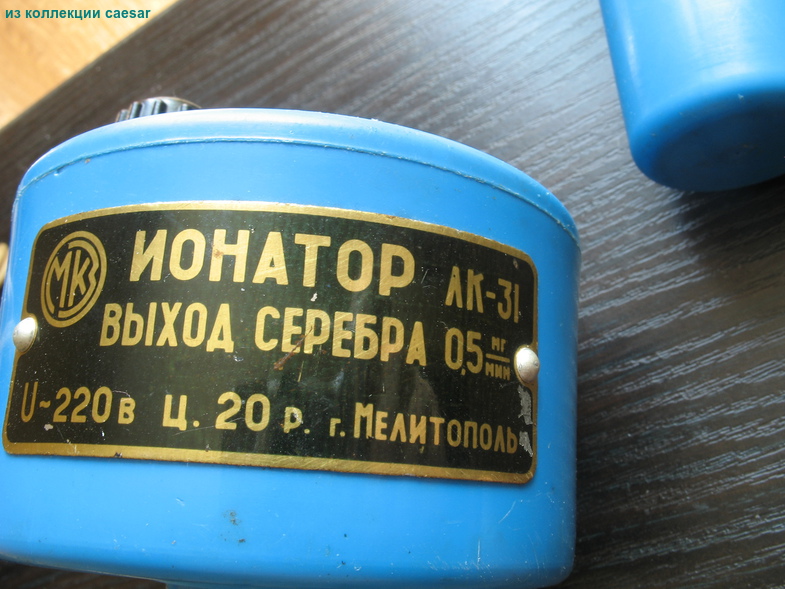 из коллекции caesar
МКЗ ИОНАТОР ЛК-31
ВЫХОД СЕРЕБРА 0,5 мг/мин
U~220в Ц. 20 р. г. МЕЛИТОПОЛЬ